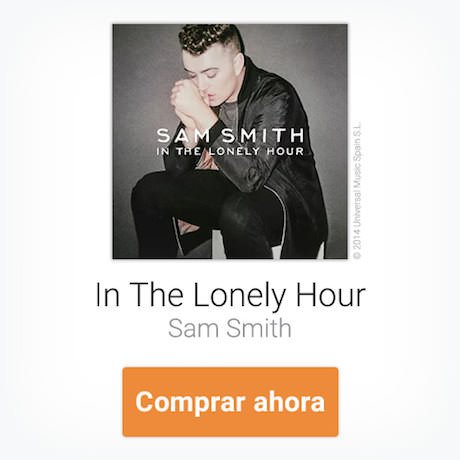 SAM SMITH
IN THE LONELY HOUR
© 2014 Universal Music Spain S.L.
In The Lonely Hour
Sam Smith
Comprar ahora